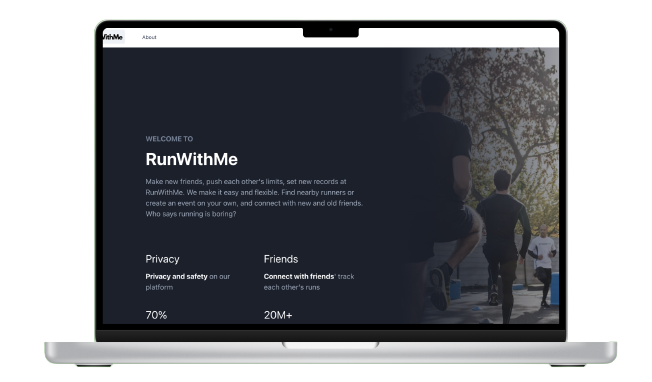 WithMe
About
WELCOME TO
RunWithMe
Make new friends, push each other's limits, set new records at
RunWithMe. We make it easy and flexible. Find nearby runners or
create an event on your own, and connect with new and old friends.
Who says running is boring?
Privacy
Friends
Privacy and safety on our
platform
Connect with friends' track
each other's runs
70%
20M+